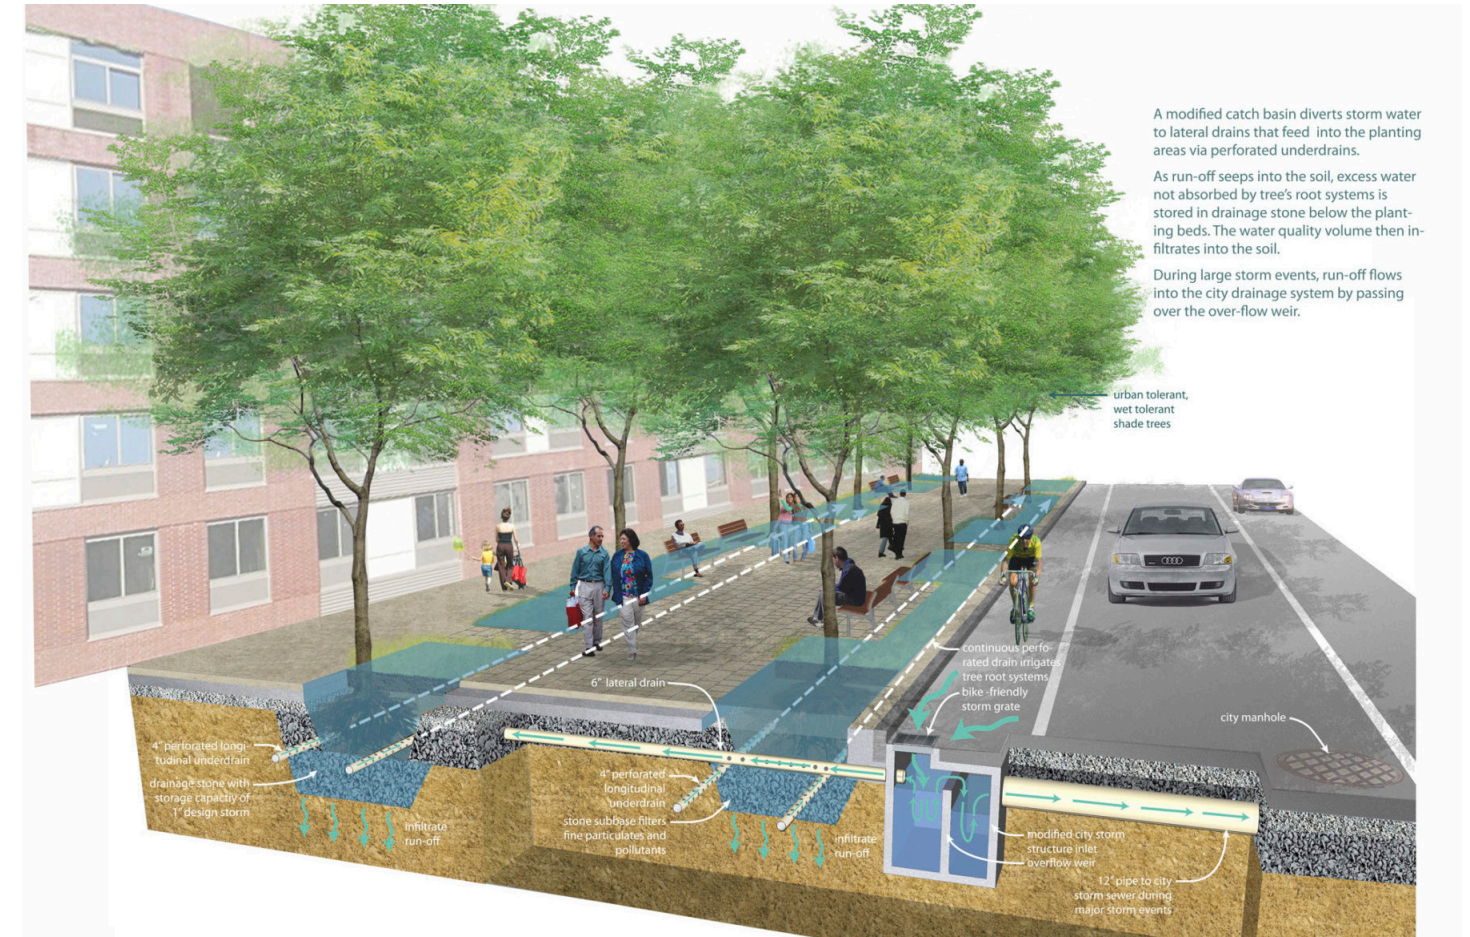 A modified catch basin diverts storm water
to lateral drains that feed into the planting
areas via perforated underdrains.
As run-off seeps into the soil, excess water
not absorbed by tree's root systems is
stored in drainage stone below the plant-
ing beds. The water quality volume then in-
filtrates into the soil.
During large storm events, run-off flows
into the city drainage system by passing
over the over-flow weir.
urban tolerant,
wet tolerant
shade trees
continuous perfo-
rated drain irrigates
tree root systems
bike -friendly
storm grate
6" lateral drain
city manhole
4" perforated longi-
tudinal underdrain
drainage stone with
storage capactiy of
1" design storm
infiltrate
run-off
4" perforated
longitudinal
underdrain
stone subbase filters
fine particulates and
pollutants
infiltrate
run-off
modified city storm
structure inlet
overflow weir
12" pipe to city
storm sewer during
major storm events